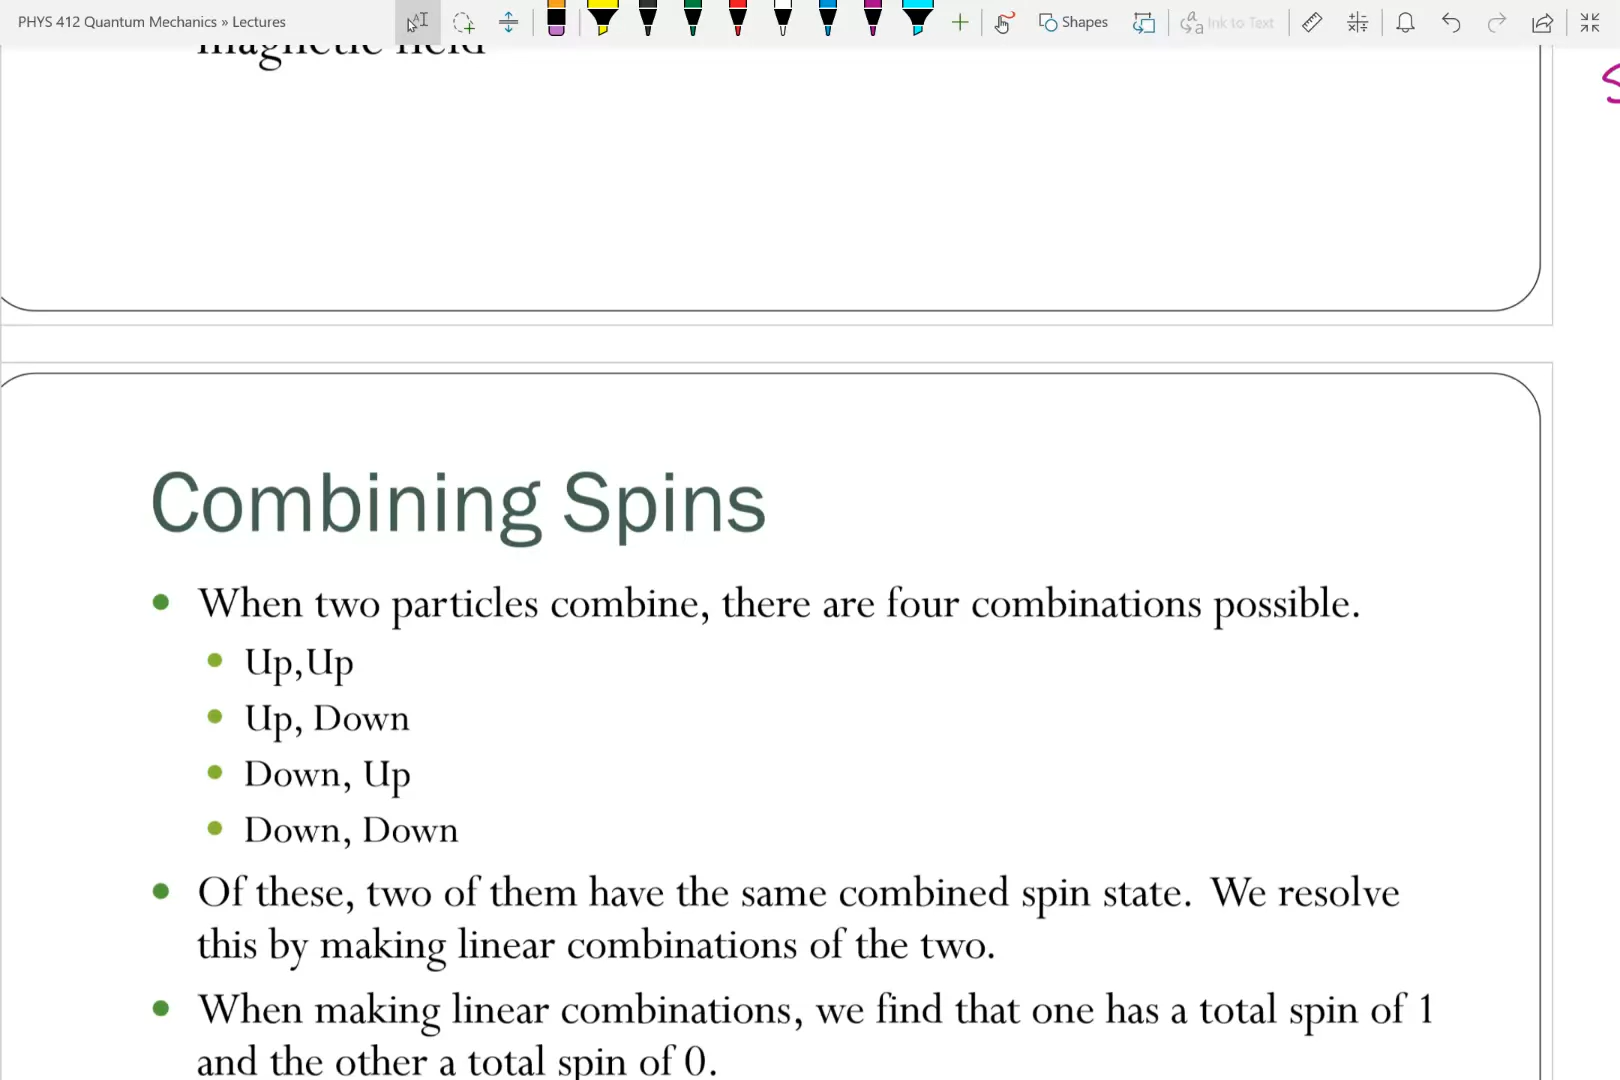 PHYS 412 Quantum Mechanics » Lectures
Shapes
Ink to Text
magnetic field
Combining Spins
• When two particles combine, there are four combinations possible.
• Up,Up
• Up, Down
• Down, Up
• Down, Down
• Of these, two of them have the same combined spin state. We resolve
this by making linear combinations of the two.
• When making linear combinations, we find that one has a total spin of 1
and the other a total spin of 0.